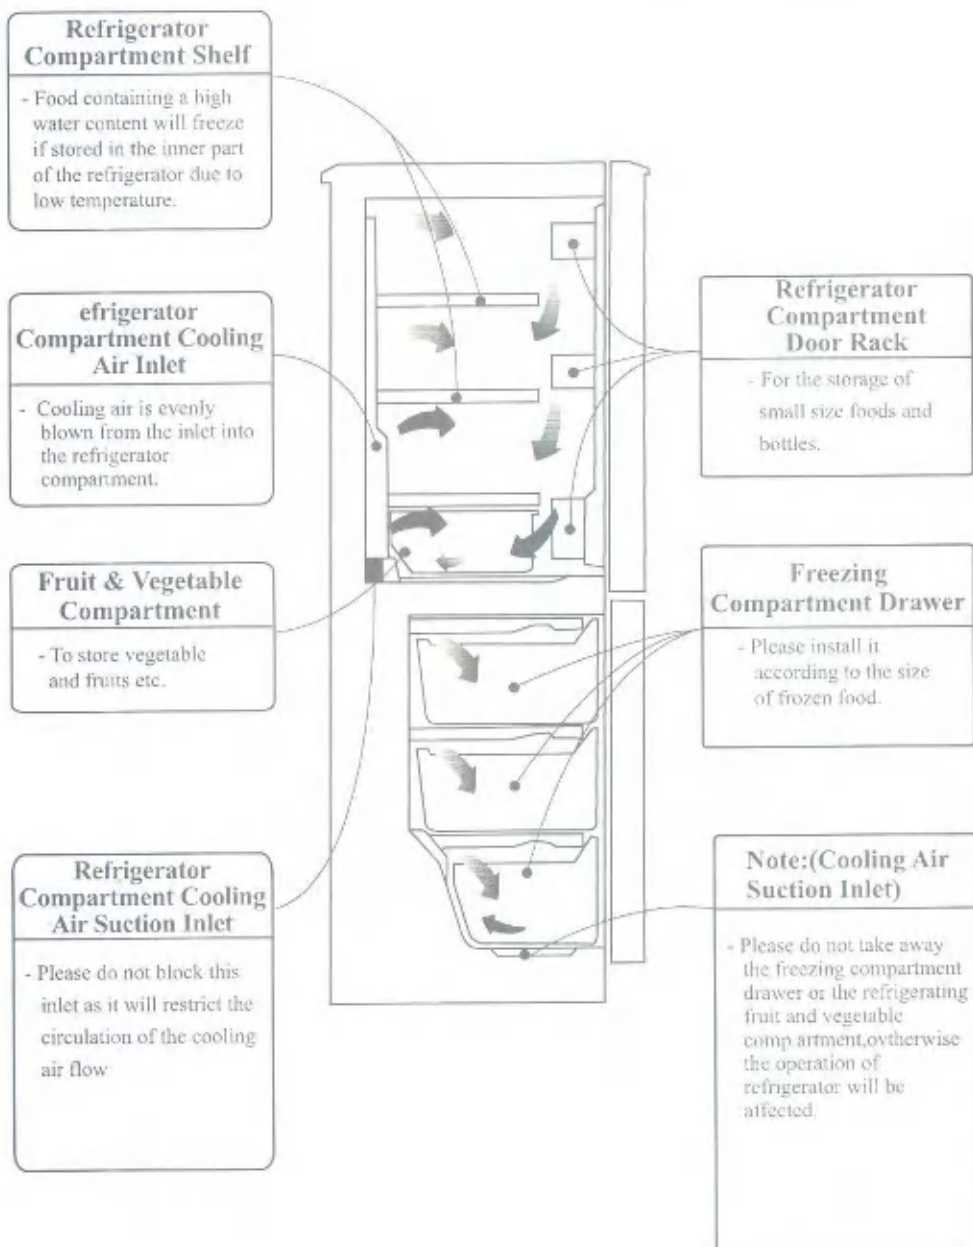 Refrigerator
Compartment Shelf
- Food containing a high
water content will freeze
if stored in the inner part
of the refrigerator due to
low temperature.
efrigerator
Compartment Cooling
Air Inlet
- Cooling air is evenly
blown from the inlet into
the refrigerator
compartment.
Fruit & Vegetable
Compartment
- To store vegetable
and fruits etc.
Refrigerator
Compartment Cooling
Air Suction Inlet
- Please do not block this
inlet as it will restrict the
circulation of the cooling
air flow
Refrigerator
Compartment
Door Rack
- For the storage of
small size foods and
bottles.
Freezing
Compartment Drawer
- Please install it
according to the size
of frozen food.
Note:(Cooling Air
Suction Inlet)
- Please do not take away
the freezing compartment
drawer or the refrigerating
fruit and vegetable
comp artment,ovtherwise
the operation of
refrigerator will be
affected.